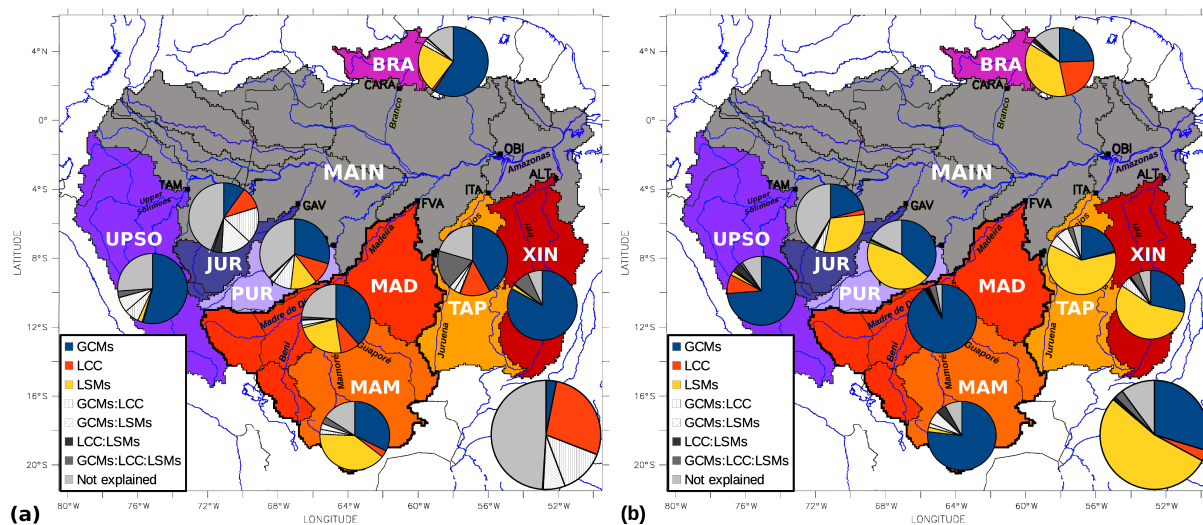 4°N
0°
4°S
8°S
12°S
16°S
20°S
LATITUDE
80°W
76°W
72°W
68°W
64°W
60°W
56°W
52°W
LONGITUDE
BRA
CARA
Branco
OBI
Amazonas
ALT
MAIN
TAM
Upper
Solimoes
GAV
ITA
FVA
Madeira
UPSO
JUR
PUR
MAD
TAP
XIN
Beni
Mamoré
Guaporé
Juruena
MAM
GCMs
LCC
LSMs
GCMs:LCC
GCMs:LSMs
LCC:LSMs
GCMs:LCC:LSMs
Not explained
(a)
4°N
0°
4°S
8°S
12°S
16°S
20°S
LATITUDE
80°W
76°W
72°W
68°W
64°W
60°W
56°W
52°W
LONGITUDE
BRA
CARA
Branco
OBI
Amazonas
ALT
MAIN
TAM
Upper
Solimoes
GAV
ITA
FVA
Madeira
UPSO
JUR
PUR
MAD
TAP
XIN
Beni
Mamoré
Guaporé
Juruena
MAM
GCMs
LCC
LSMs
GCMs:LCC
GCMs:LSMs
LCC:LSMs
GCMs:LCC:LSMs
Not explained
(b)